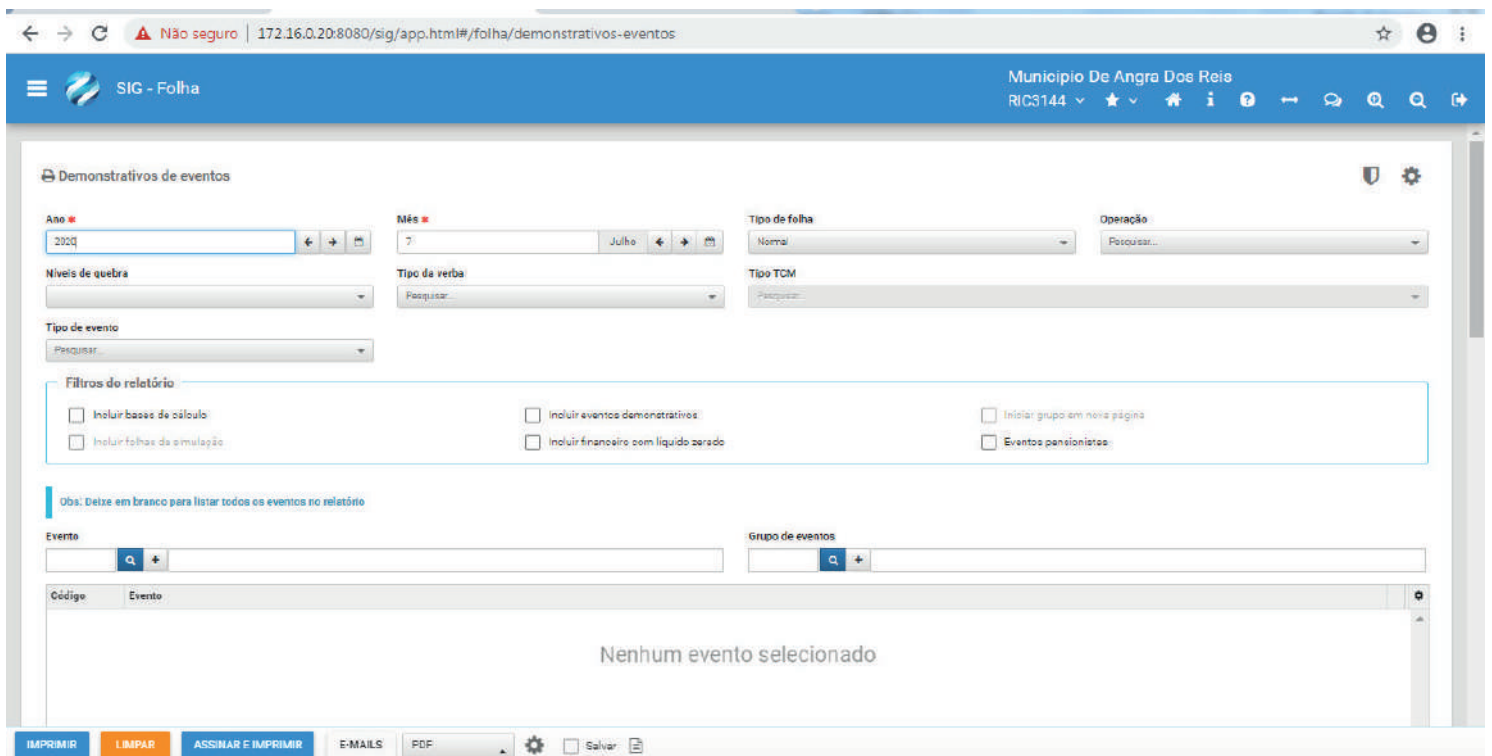 Não seguro | 172.16.0.20:8080/sig/app.html#/folha/demonstrativos-eventos
SIG - Folha
Municipio De Angra Dos Reis
RIC3144
Demonstrativos de eventos
Ano *
Mês *
Tipo de folha
Operação
2020
7
Julho
Normal
Pesquisar...
Níveis de quebra
Tipo da verba
Tipo TCM
Pesquisar...
Pesquisar...
Tipo de evento
Pesquisar...
Filtros do relatório
Incluir bases de cálculo
Incluir eventos demonstrativos
Iniciar grupo em nova página
Incluir folhas de simulação
Incluir financeiro com líquido zerado
Eventos pensionistas
Obs: Deixe em branco para listar todos os eventos no relatório
Evento
Grupo de eventos
Código
Evento
Nenhum evento selecionado
IMPRIMIR
LIMPAR
ASSINAR E IMPRIMIR
E-MAILS
PDF
Salvar